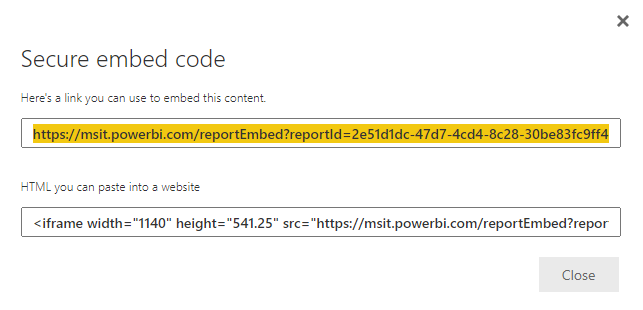 Secure embed code
Here's a link you can use to embed this content.
https://msit.powerbi.com/reportEmbed?reportId=2e51d1dc-47d7-4cd4-8c28-30be83fc9ff4
HTML you can paste into a website
<iframe width="1140" height="541.25" src="https://msit.powerbi.com/reportEmbed?repor
Close